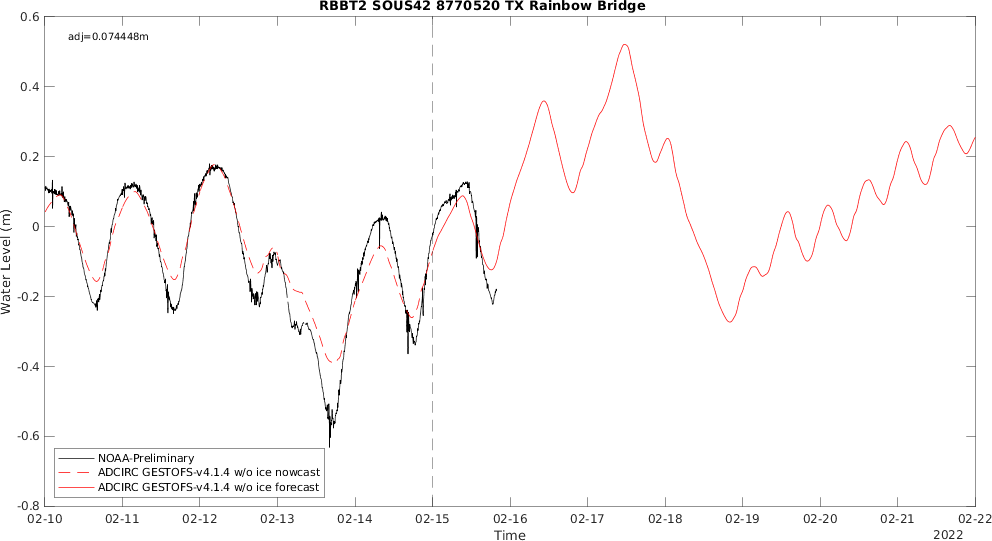 RBBT2 SOUS42 8770520 TX Rainbow Bridge
adj=0.074448m
Water Level (m)
0.6
0.4
0.2
0
-0.2
-0.4
-0.6
-0.8
NOAA-Preliminary
ADCIRC GESTOFS-v4.1.4 w/o ice nowcast
ADCIRC GESTOFS-v4.1.4 w/o ice forecast
02-10 02-11 02-12 02-13 02-14 02-15 02-16 02-17 02-18 02-19 02-20 02-21 02-22
Time
2022